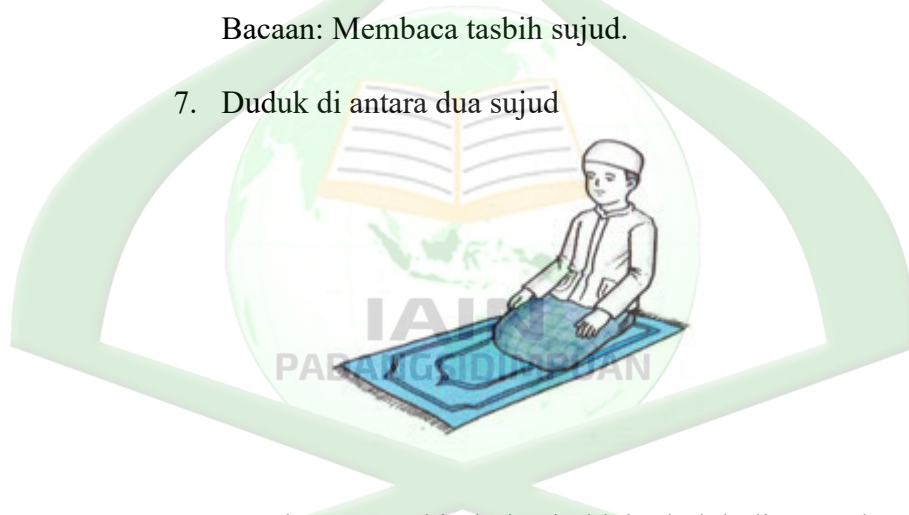 Bacaan: Membaca tasbih sujud.
7. Duduk di antara dua sujud
IAIN
PADANGSIDIMPUAN